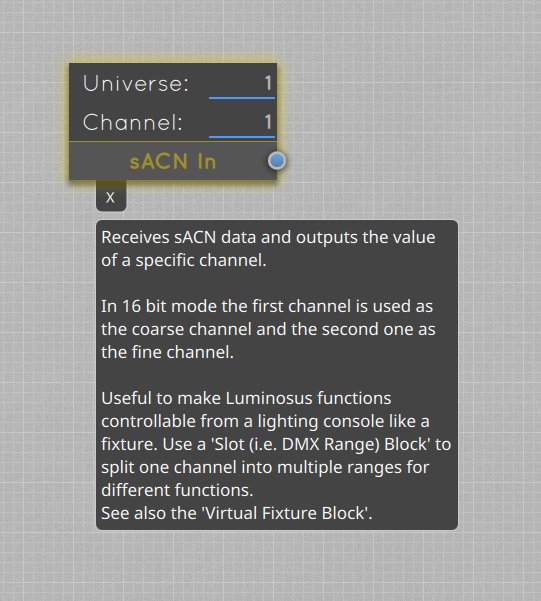 Universe: 1
Channel: 1
sACN In
X
Receives sACN data and outputs the value
of a specific channel.
In 16 bit mode the first channel is used as
the coarse channel and the second one as
the fine channel.
Useful to make Luminosus functions
controllable from a lighting console like a
fixture. Use a 'Slot (i.e. DMX Range) Block' to
split one channel into multiple ranges for
different functions.
See also the 'Virtual Fixture Block'.